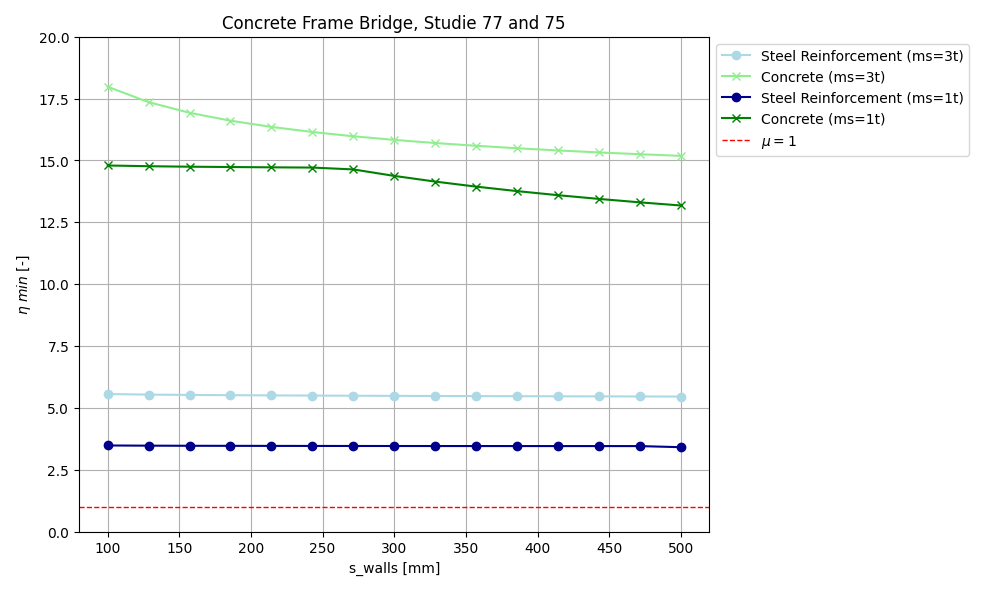 Concrete Frame Bridge, Studie 77 and 75
20.0
17.5
15.0
12.5
10.0
7.5
5.0
2.5
0.0
η min [-]
100 150 200 250 300 350 400 450 500
s_walls [mm]
Steel Reinforcement (ms=3t)
Concrete (ms=3t)
Steel Reinforcement (ms=1t)
Concrete (ms=1t)
μ = 1